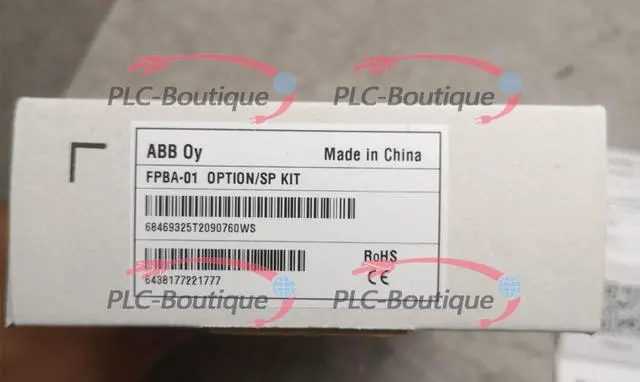 PLC-Boutique PLC-Boutique
ABB Oy Made in China
FPBA-01 OPTION/SP KIT
68469325T2090760WS
RoHS
CE
6438177221777
PLC-Boutique PLC-Boutique